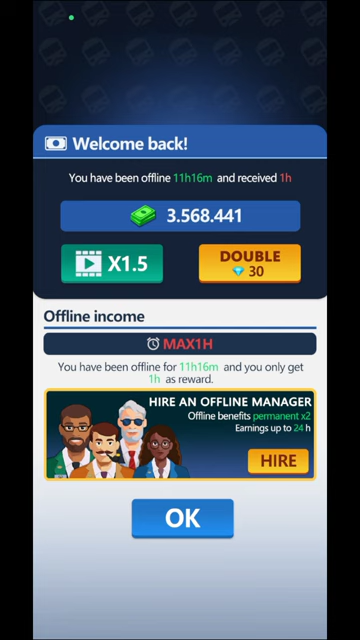 Welcome back!
You have been offline 11h16m and received 1h
3.568.441
X1.5
DOUBLE
30
Offline income
MAX1H
You have been offline for 11h16m and you only get
1h as reward.
HIRE AN OFFLINE MANAGER
Offline benefits permanent x2
Earnings up to 24 h
HIRE
OK